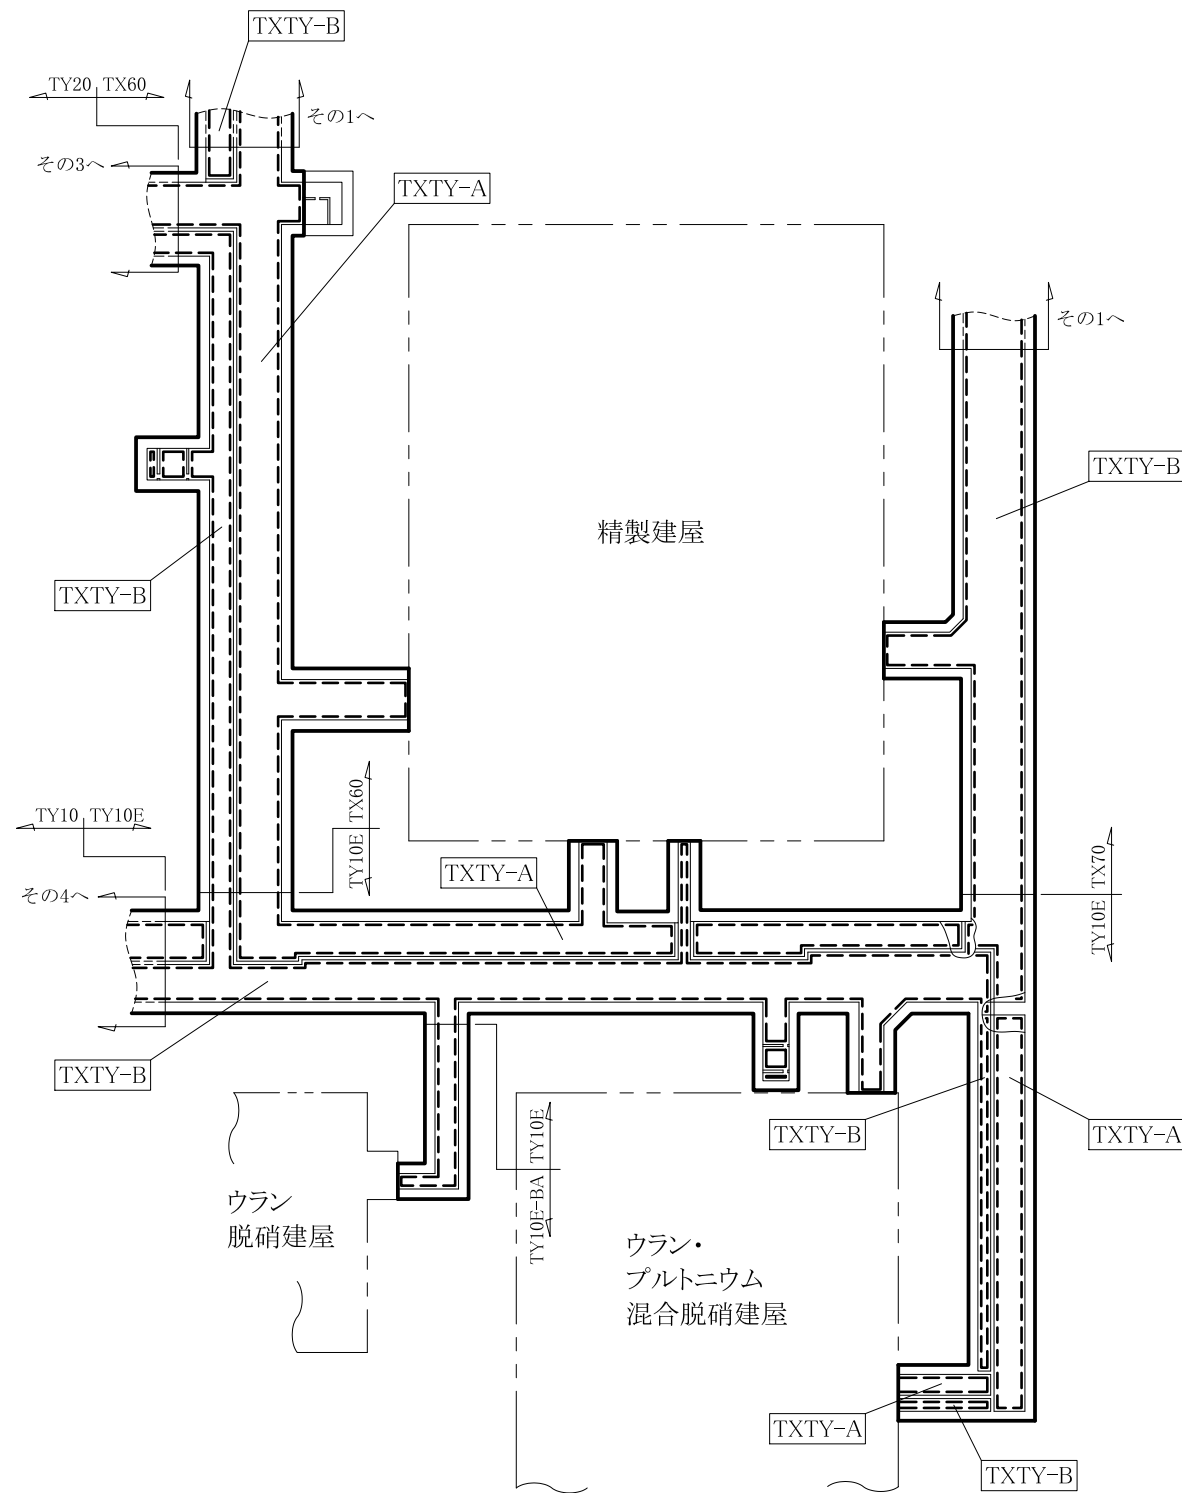 TXTY-B
TY20 TX60
その1へ
その3へ
TXTY-A
その1へ
TXTY-B
精製建屋
TXTY-B
TX60
TY10E
TY10 TY10E
その4へ
TXTY-A
TX70
TY10E
TXTY-B
TY10E
TY10E-BA
TXTY-B
TXTY-A
ウラン
脱硝建屋
ウラン・
プルトニウム
混合脱硝建屋
TXTY-A
TXTY-B